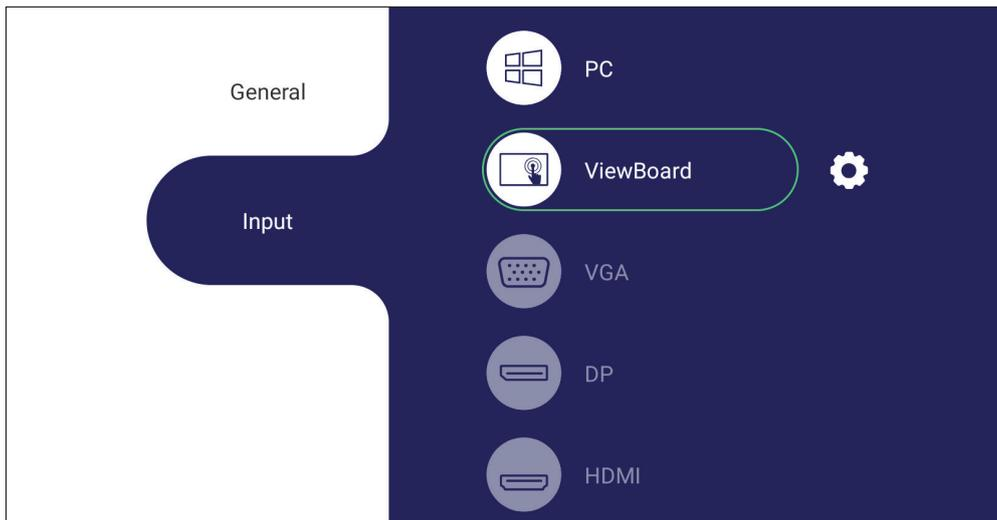 General
Input
PC
ViewBoard
VGA
DP
HDMI